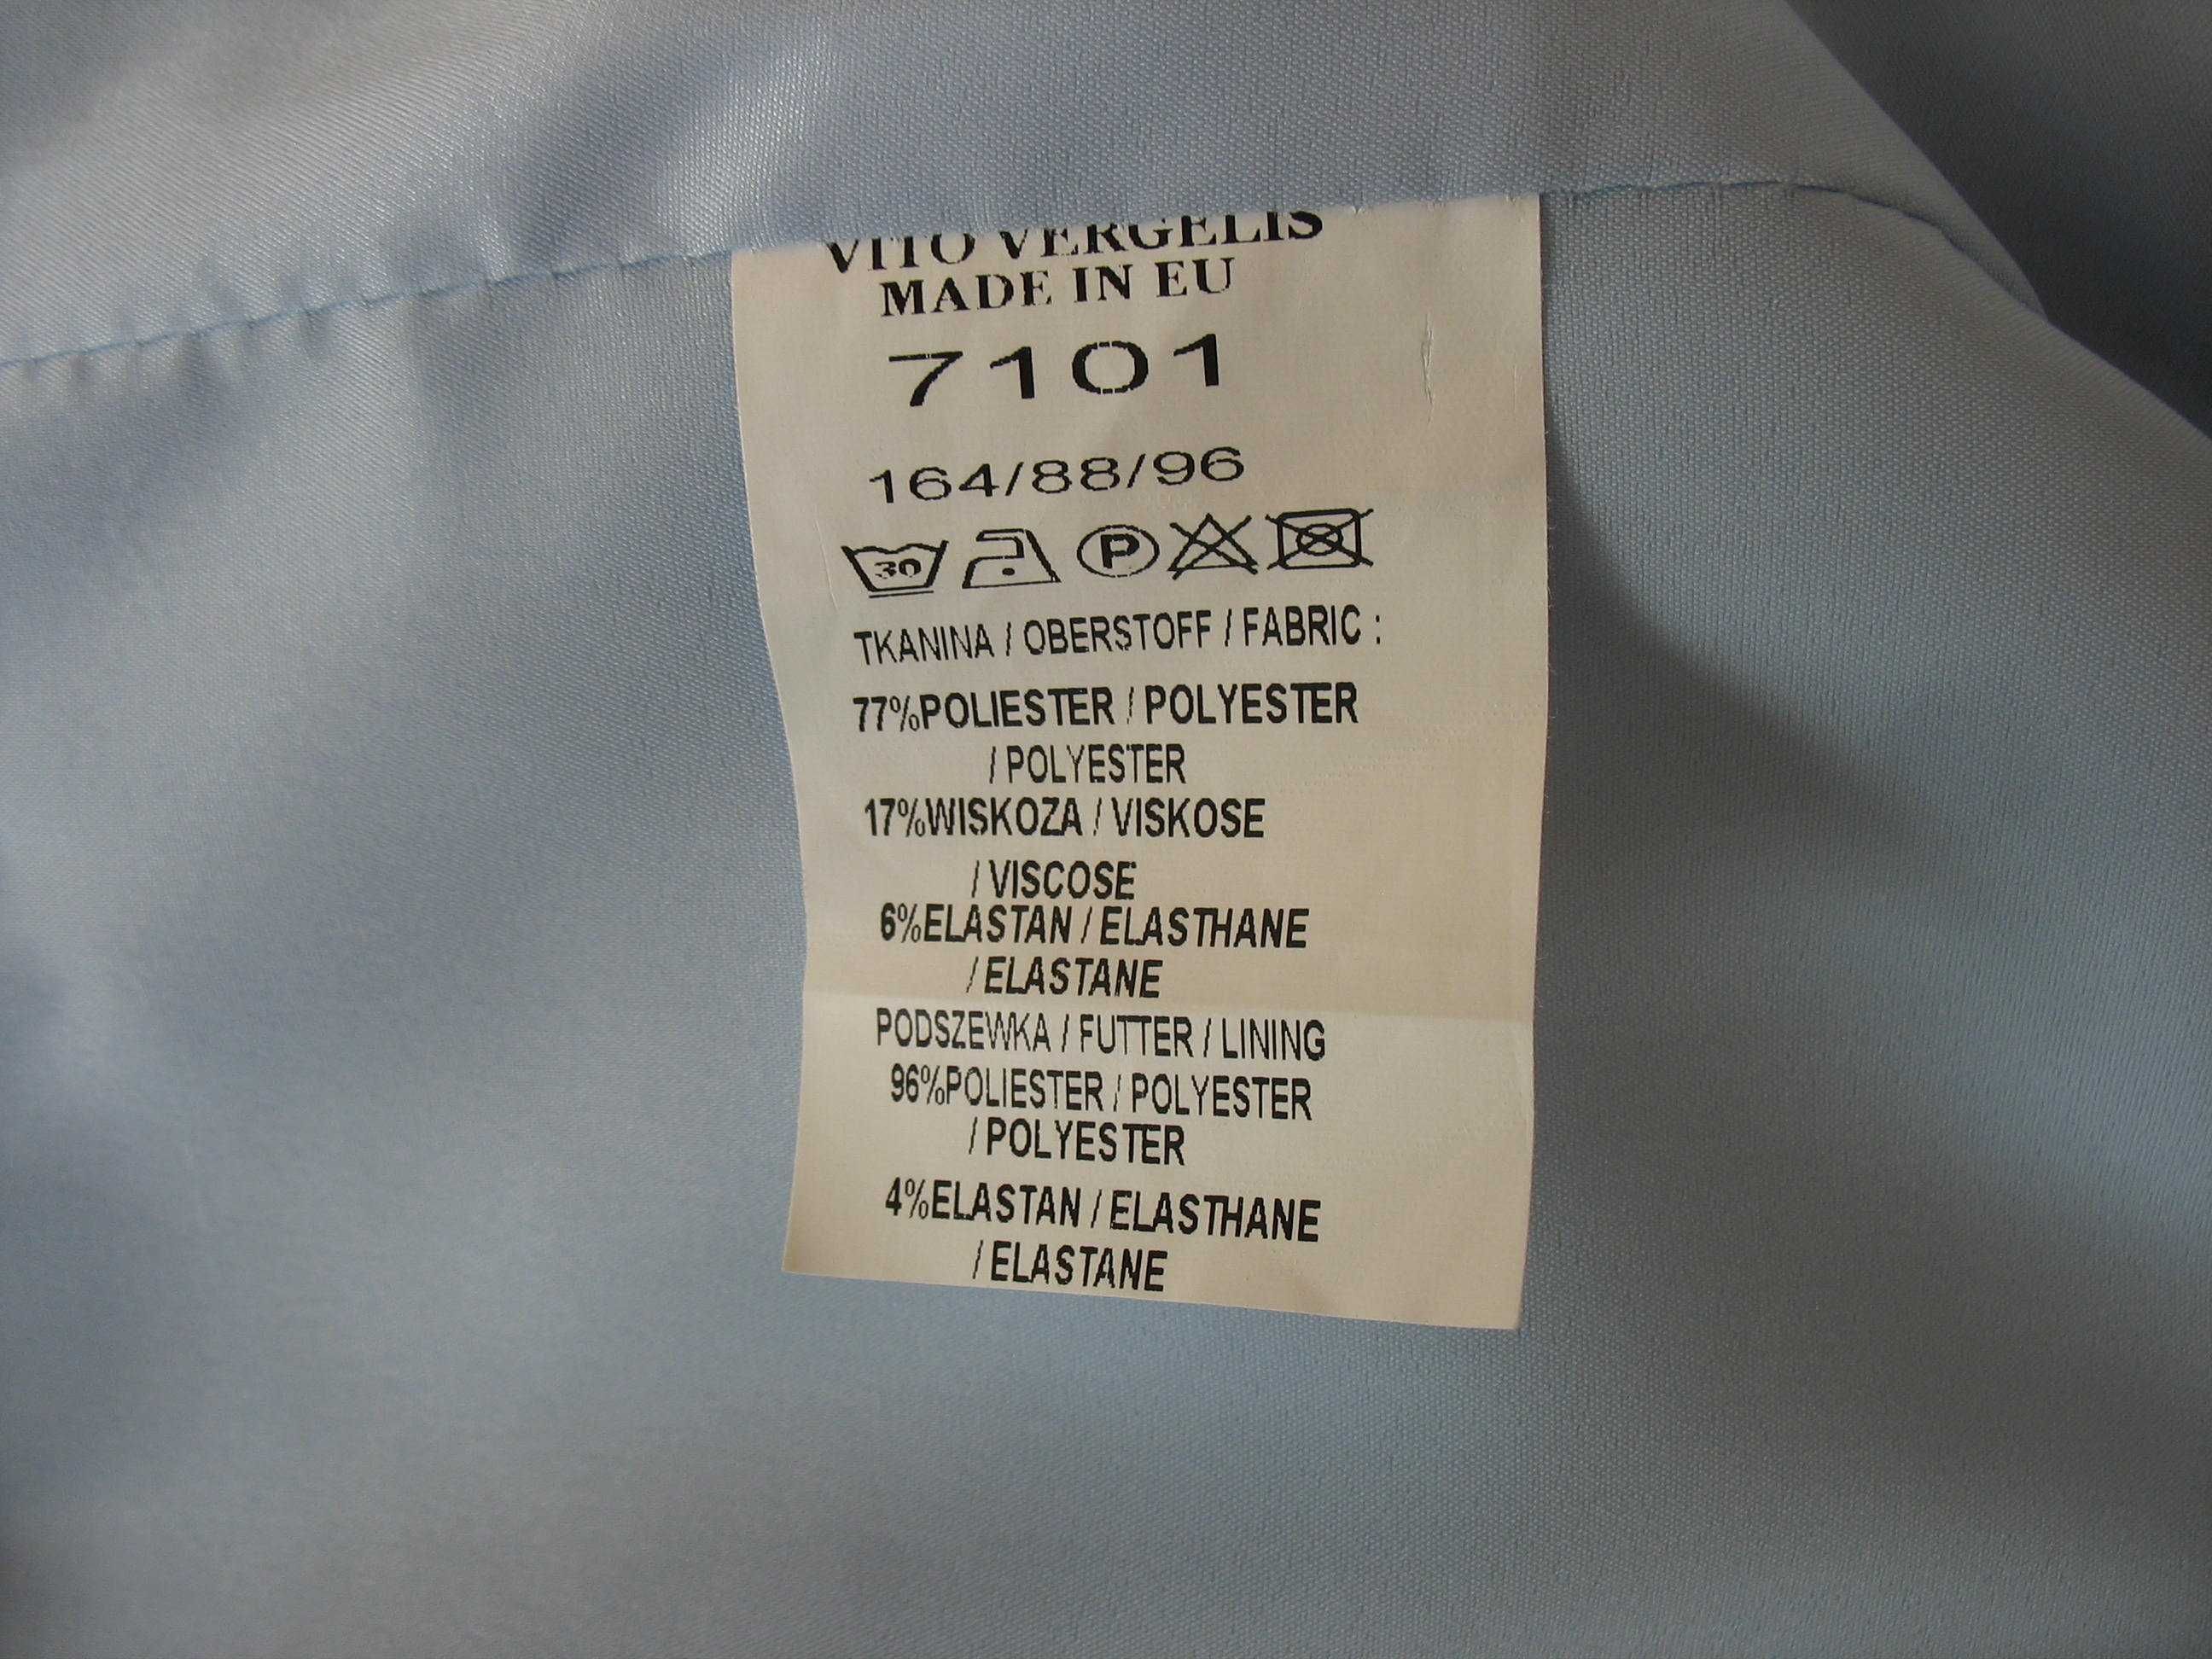 VITO VERGELIS
MADE IN EU
7101
164/88/96
30 P
TKANINA / OBERSTOFF / FABRIC :
77%POLIESTER / POLYESTER
/ POLYESTER
17%WISKOZA / VISKOSE
/ VISCOSE
6%ELASTAN / ELASTHANE
/ ELASTANE
PODSZEWKA / FUTTER / LINING
96%POLIESTER / POLYESTER
/ POLYESTER
4%ELASTAN / ELASTHANE
/ ELASTANE